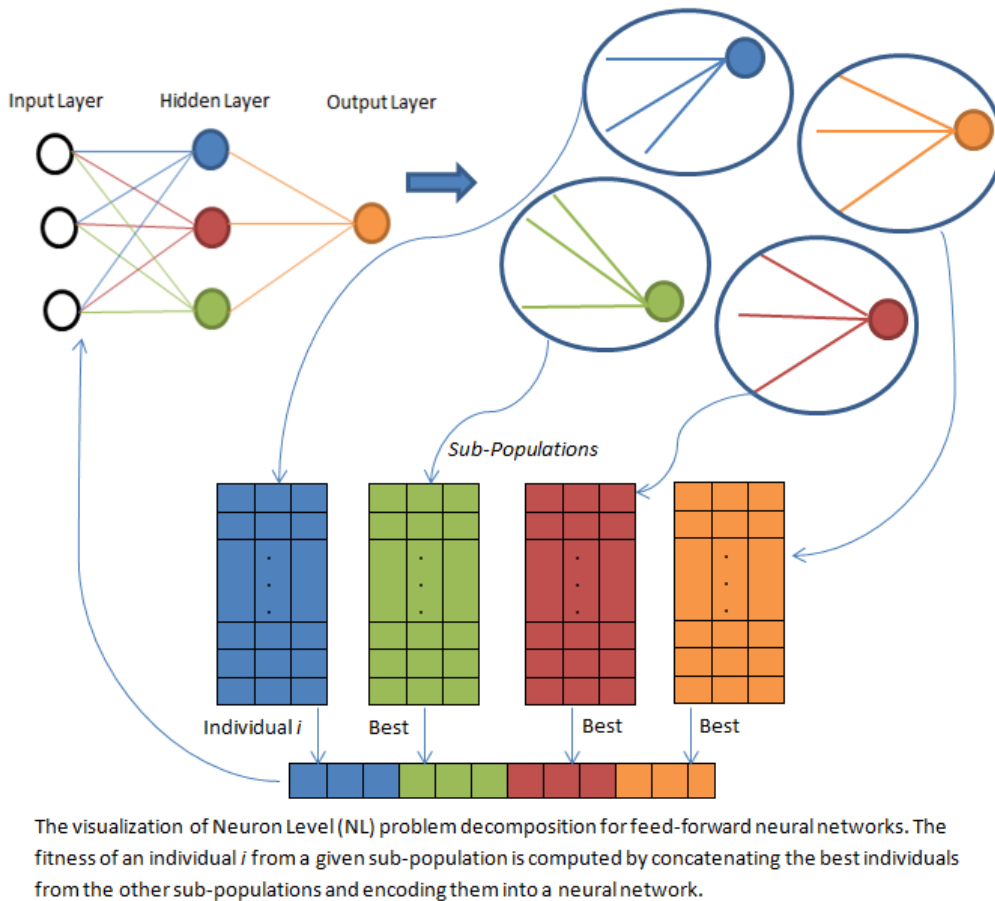 Input Layer
Hidden Layer
Output Layer
Sub-Populations
Individual i
Best
Best
Best
The visualization of Neuron Level (NL) problem decomposition for feed-forward neural networks. The
fitness of an individual i from a given sub-population is computed by concatenating the best individuals
from the other sub-populations and encoding them into a neural network.